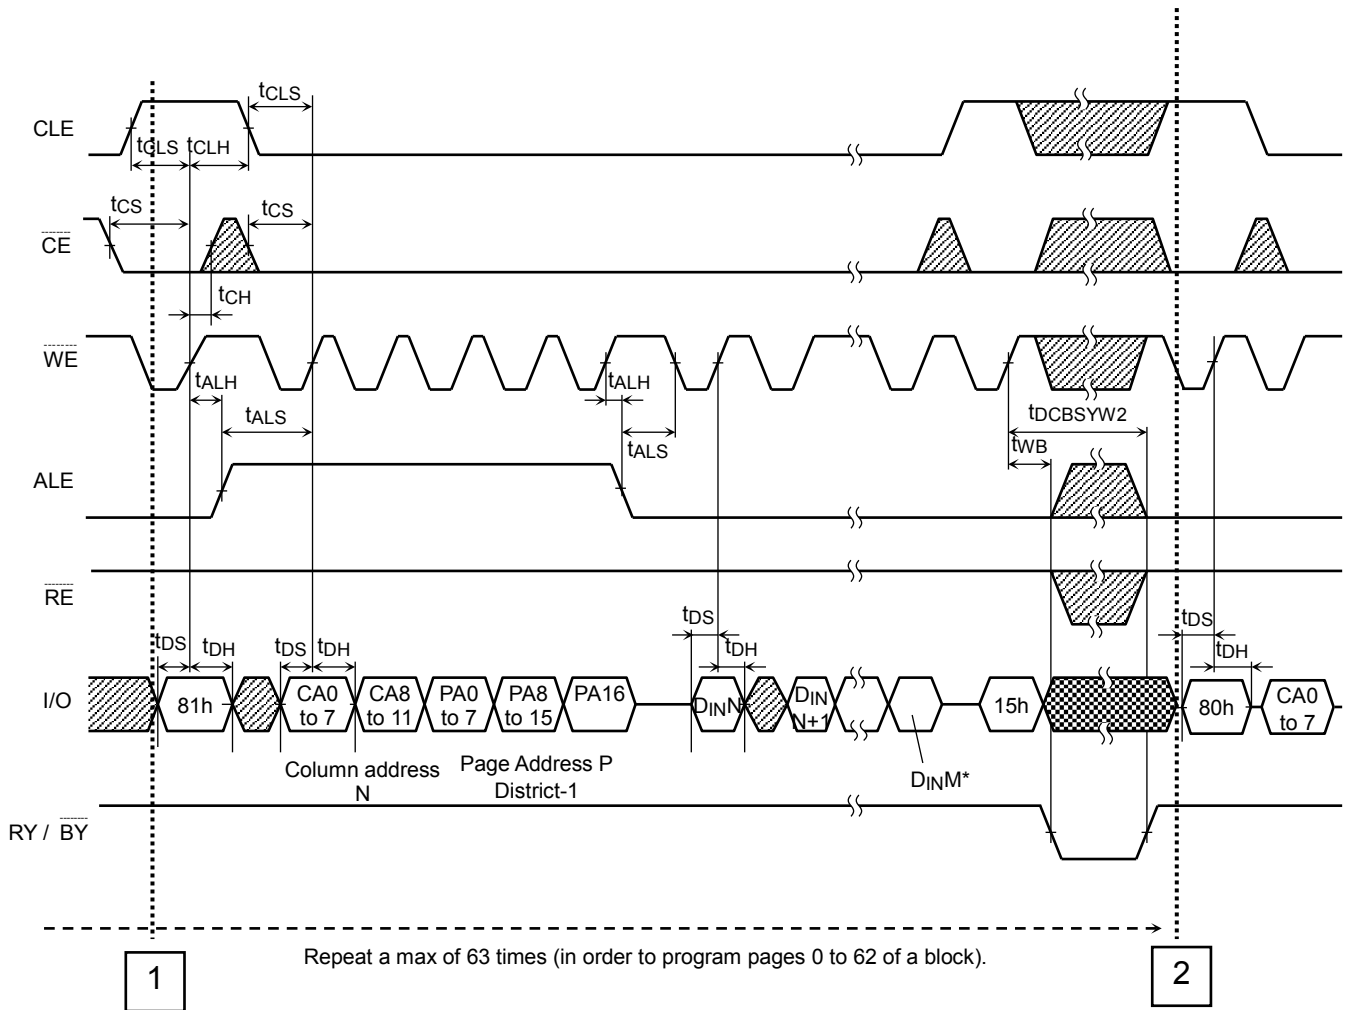 CLE
tCLS
tCLS
tCLH
CE
tCS
tCS
tCH
WE
tALH
tALS
tALH
tALS
tDCBSYW2
tWB
ALE
RE
tDS
tDH
tDS
tDH
tDS
tDH
tDS
tDH
I/O
81h
CA0 to 7
CA8 to 11
PA0 to 7
PA8 to 15
PA16
DINN
DIN N+1
15h
80h
CA0 to 7
Column address
N
Page Address P
District-1
DINM*
RY / BY
Repeat a max of 63 times (in order to program pages 0 to 62 of a block).
1
2